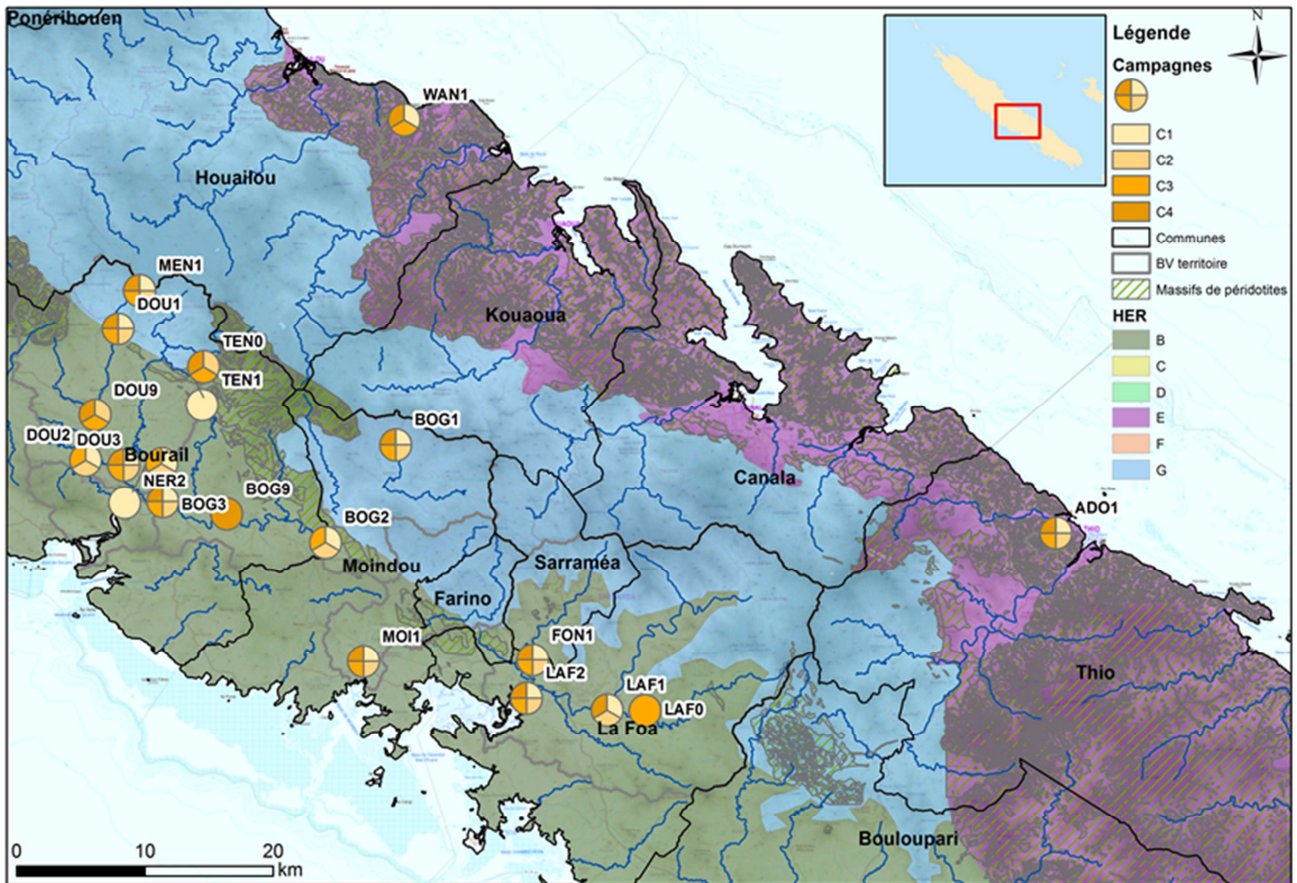 Ponéribouen
N
Légende
Campagnes
C1
C2
C3
C4
Communes
BV territoire
Massifs de péridotites
HER
B
C
D
E
F
G
WAN1
Houailou
MEN1
DOU1
Kouaoua
TEN0
TEN1
DOU9
BOG1
DOU2
DOU3
Bourail
Canala
NER2
BOG9
BOG3
ADO1
BOG2
Sarraméa
Moindou
Farino
FON1
MOI1
Thio
LAF2
LAF1
LAF0
La Foa
Bouloupari
0 10 20
km